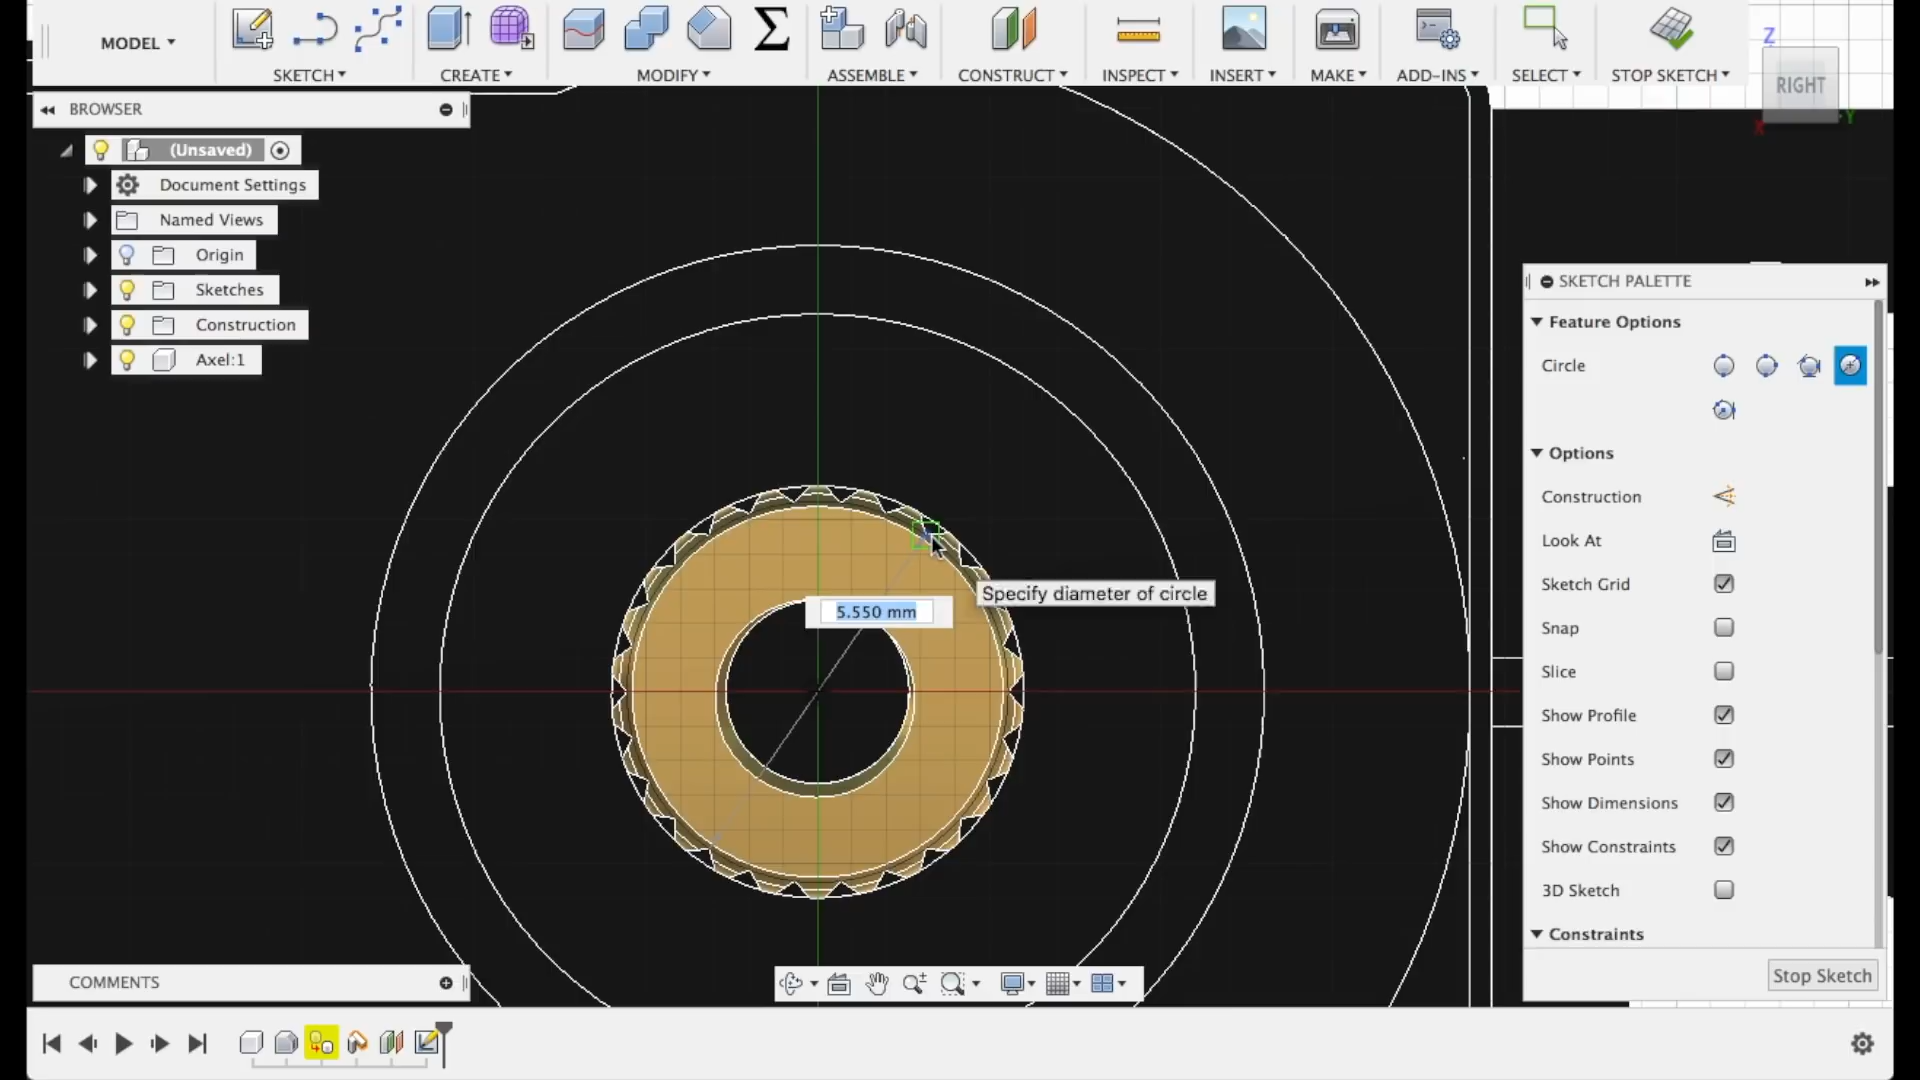 MODEL
SKETCH
CREATE
MODIFY
ASSEMBLE
CONSTRUCT
INSPECT
INSERT
MAKE
ADD-INS
SELECT
STOP SKETCH
Z
RIGHT
X
Y
BROWSER
(Unsaved)
Document Settings
Named Views
Origin
Sketches
Construction
Axel:1
5.550 mm
Specify diameter of circle
SKETCH PALETTE
Feature Options
Circle
Options
Construction
Look At
Sketch Grid
Snap
Slice
Show Profile
Show Points
Show Dimensions
Show Constraints
3D Sketch
Constraints
Stop Sketch
COMMENTS